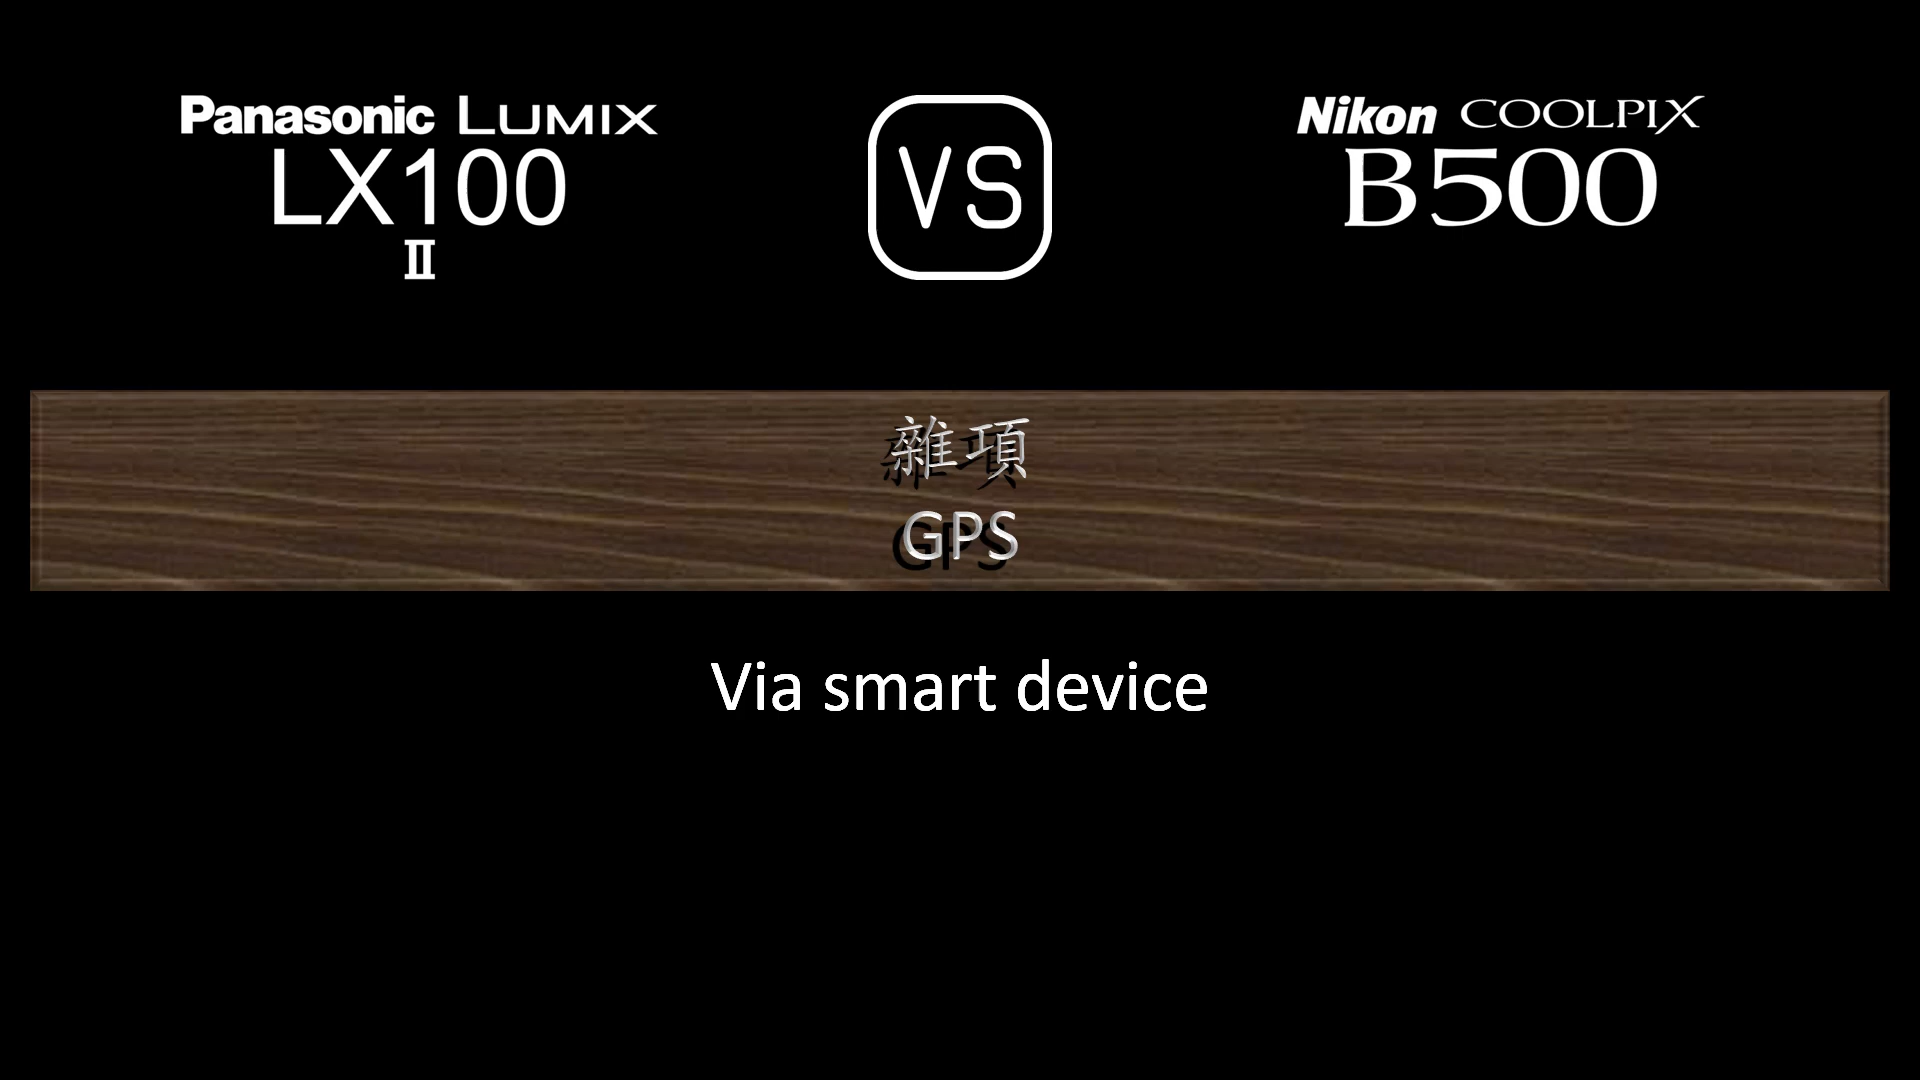 Panasonic LUMIX
LX100
II
VS
Nikon COOLPIX
B500
雜項
GPS
Via smart device